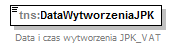 tns:DataWytworzeniaJPK
Data i czas wytworzenia JPK_VAT